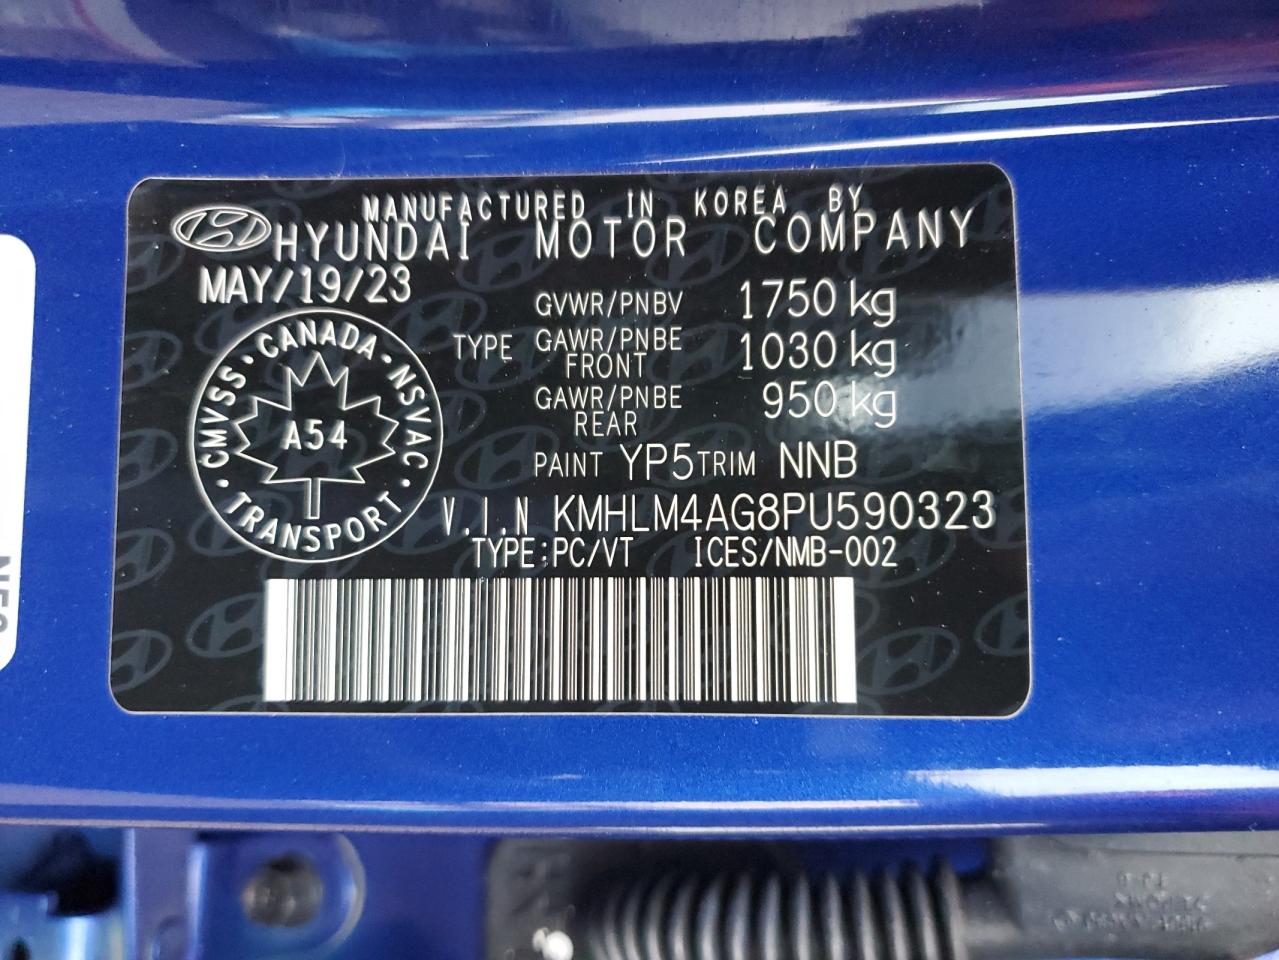 MANUFACTURED IN KOREA BY
HYUNDAI MOTOR COMPANY
MAY/19/23
GVWR/PNBV 1750 kg
TYPE GAWR/PNBE FRONT 1030 kg
GAWR/PNBE REAR 950 kg
CANADA · NSVAC · TRANSPORT · CMVSS
A54
PAINT YP5 TRIM NNB
V.I.N KMHLM4AG8PU590323
TYPE:PC/VT ICES/NMB-002